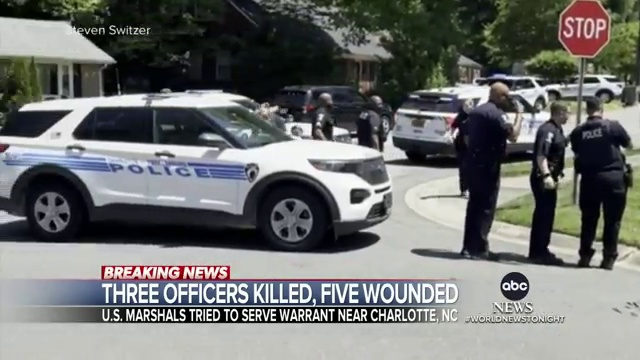 Steven Switzer
STOP
POLICE
POLICE
BREAKING NEWS
THREE OFFICERS KILLED, FIVE WOUNDED
U.S. MARSHALS TRIED TO SERVE WARRANT NEAR CHARLOTTE, NC
abc
NEWS
#WORLDNEWSTONIGHT